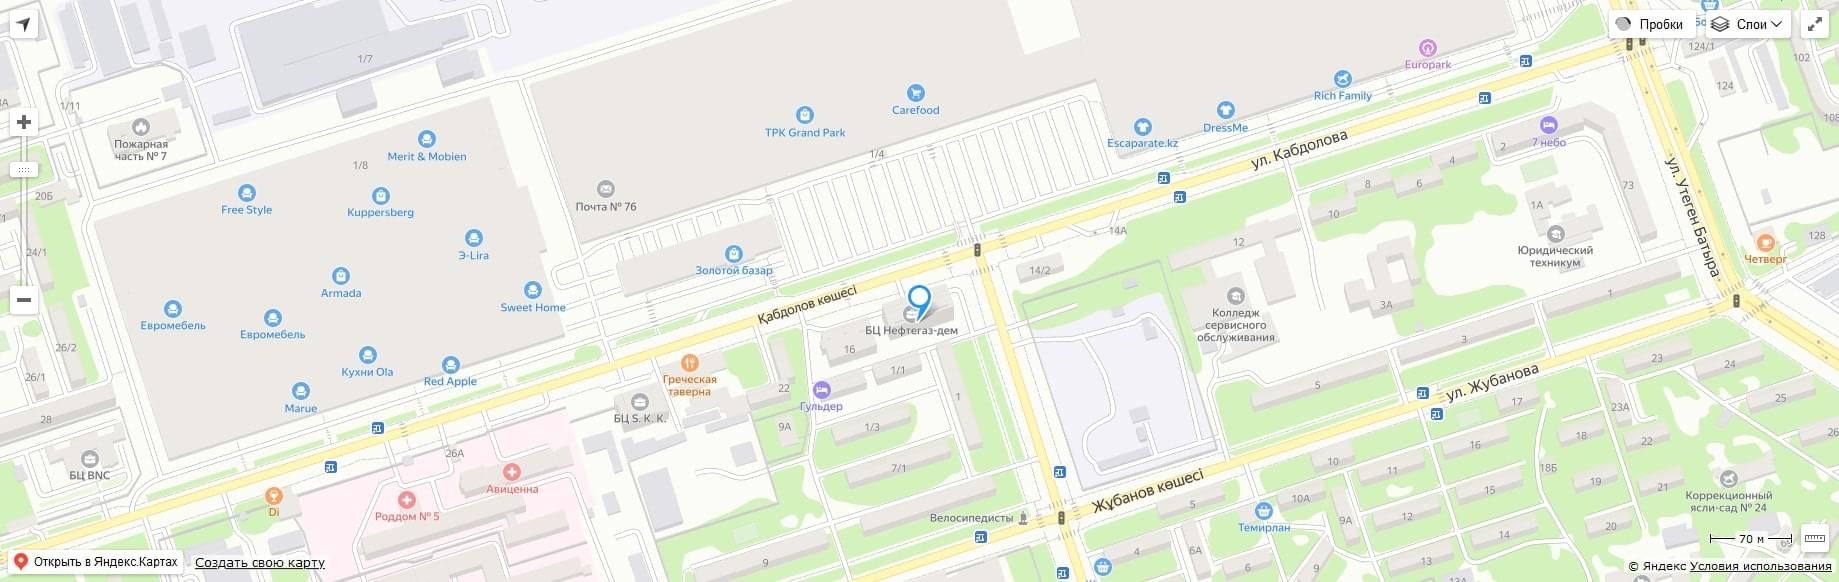 Пробки
Слои
Бо
1/7
Europark
124/1
102
3А
1/11
Rich Family
124
Carefood
ТРК Grand Park
DressMe
108
Пожарная
часть № 7
Merit & Mobien
Escaparate.kz
ул. Кабдолова
7 небо
2
1/8
1/4
4
20Б
Free Style
Kuppersberg
Почта № 76
8
6
73
ул. Утеген Батыра
10
1А
14А
128
24/1
Э-Lira
12
Юридический
техникум
Четверг
Золотой базар
14/2
Armada
Sweet Home
Қабдолов көшесі
3А
1
Евромебель
Евромебель
БЦ Нефтегаз-дем
Колледж
сервисного
обслуживания
26/2
16
3
Кухни Ola
Red Apple
Греческая
таверна
1/1
23
24
26/1
22
5
ул. Жубанова
Marue
Гульдер
1
17
23А
25
28
БЦ S. K. K.
9А
1/3
18
22
26
26А
16
БЦ BNC
7/1
10
11
18Б
Авиценна
15
19
21
Коррекционный
ясли-сад № 24
Di
Роддом № 5
Жұбанов көшесі
5
10А
Велосипедисты
9А
14
20
Темирлан
70 м
69
9
4
6
8
13
Открыть в Яндекс.Картах
Создать свою карту
© Яндекс Условия использования